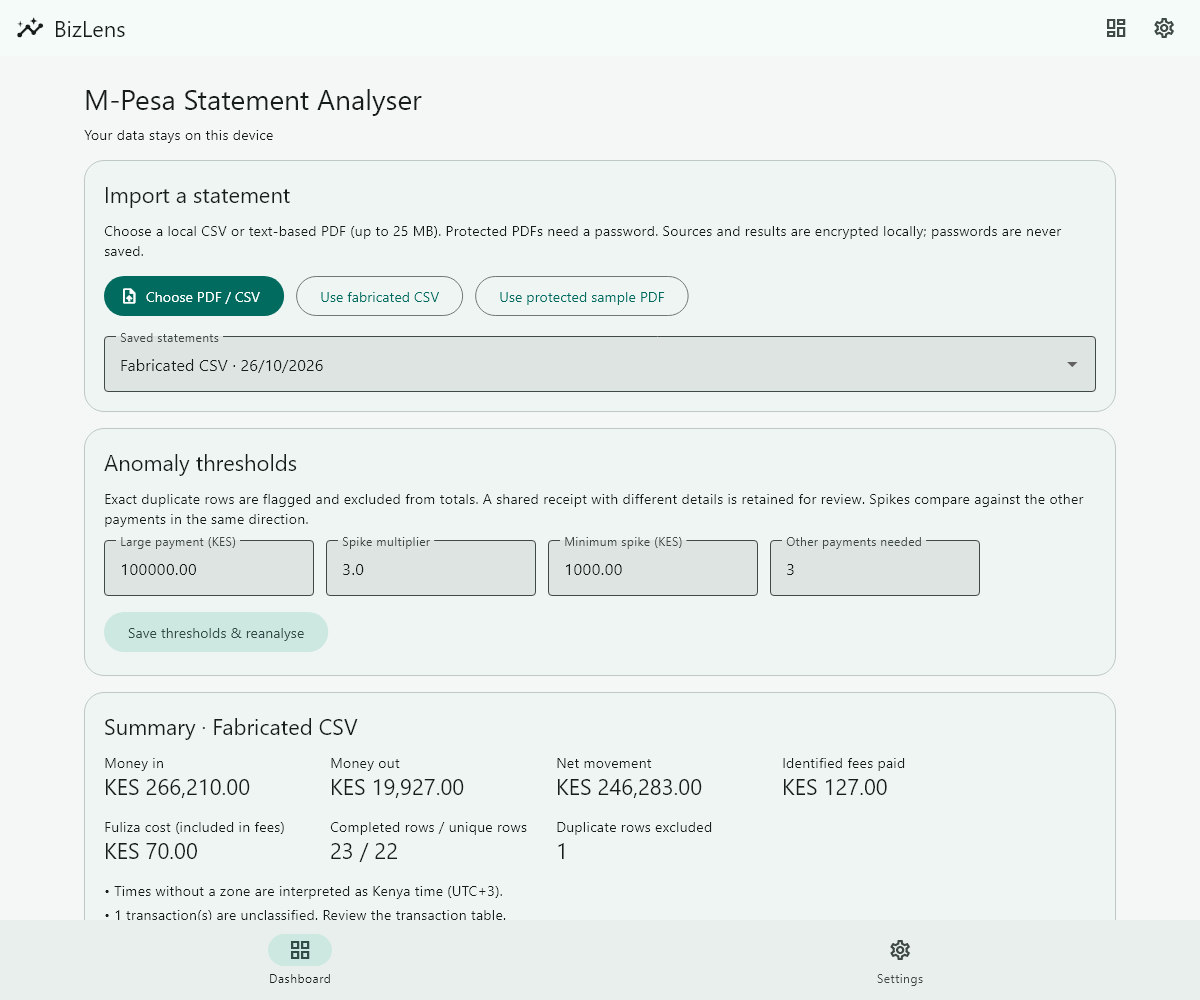 BizLens
M-Pesa Statement Analyser
Your data stays on this device
Import a statement
Choose a local CSV or text-based PDF (up to 25 MB). Protected PDFs need a password. Sources and results are encrypted locally; passwords are never
saved.
Choose PDF / CSV
Use fabricated CSV
Use protected sample PDF
Saved statements
Fabricated CSV · 26/10/2026
Anomaly thresholds
Exact duplicate rows are flagged and excluded from totals. A shared receipt with different details is retained for review. Spikes compare against the other
payments in the same direction.
Large payment (KES)
100000.00
Spike multiplier
3.0
Minimum spike (KES)
1000.00
Other payments needed
3
Save thresholds & reanalyse
Summary · Fabricated CSV
Money in
KES 266,210.00
Money out
KES 19,927.00
Net movement
KES 246,283.00
Identified fees paid
KES 127.00
Fuliza cost (included in fees)
KES 70.00
Completed rows / unique rows
23 / 22
Duplicate rows excluded
1
• Times without a zone are interpreted as Kenya time (UTC+3).
• 1 transaction(s) are unclassified. Review the transaction table.
Dashboard
Settings